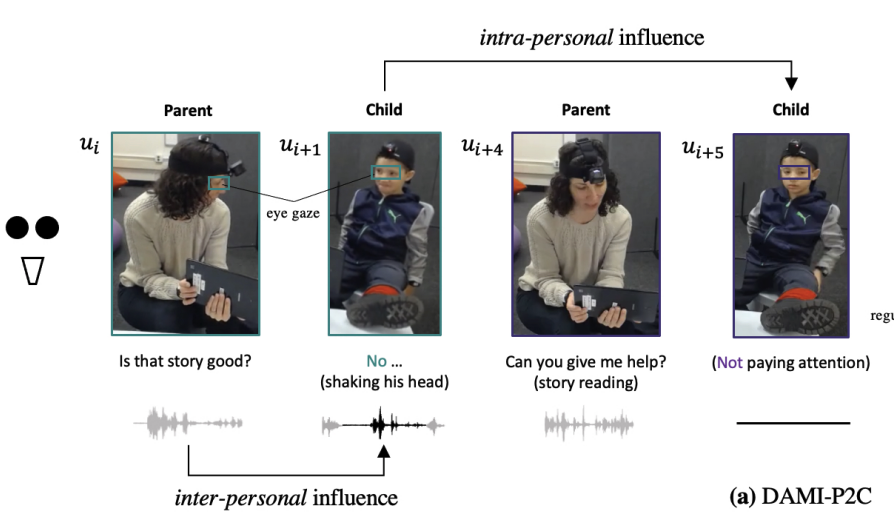 intra-personal influence
Parent
Child
Parent
Child
u_i
u_{i+1}
u_{i+4}
u_{i+5}
eye gaze
regu
Is that story good?
No ...
(shaking his head)
Can you give me help?
(story reading)
(Not paying attention)
inter-personal influence
(a) DAMI-P2C